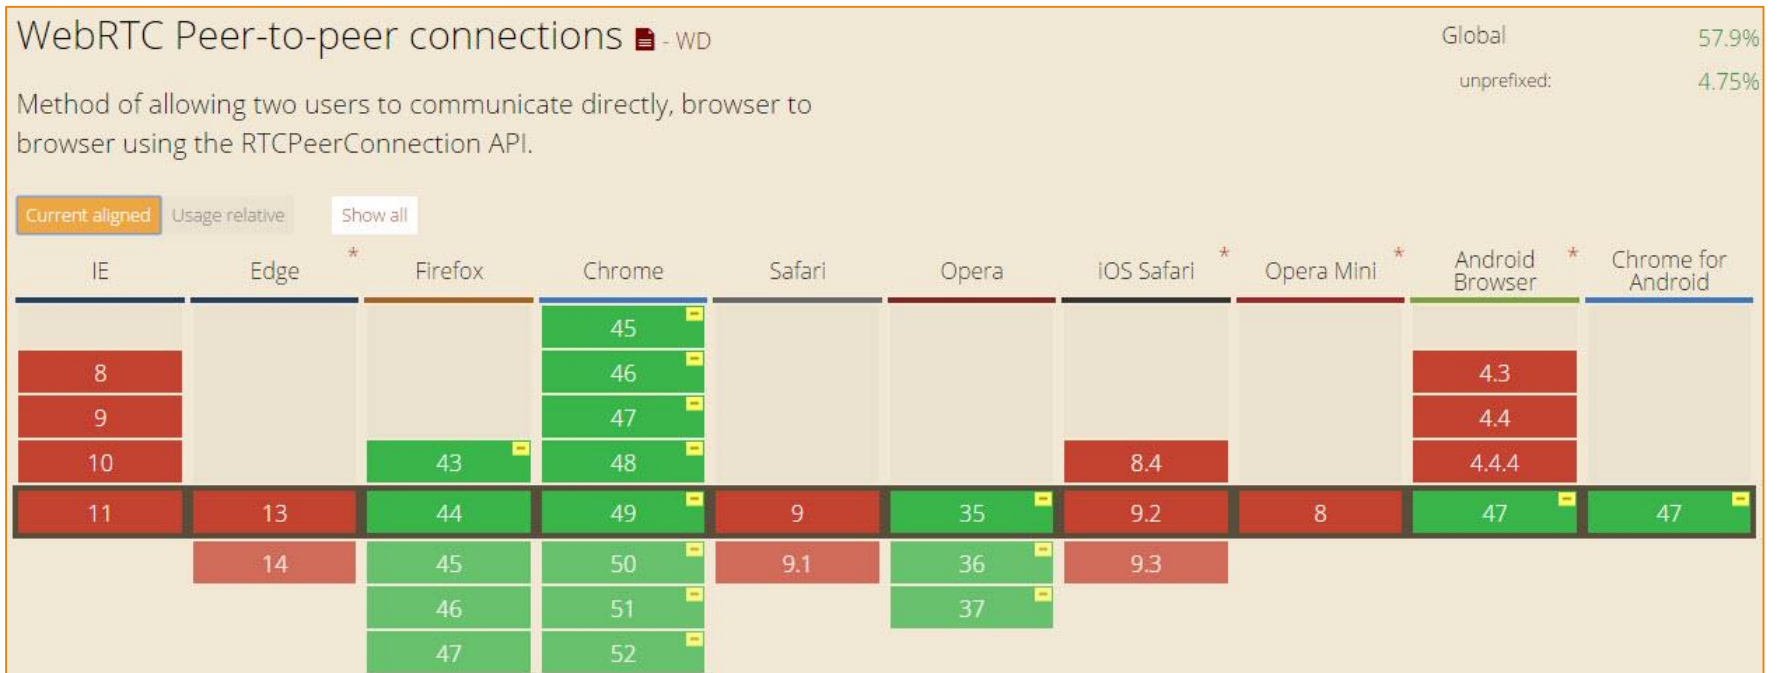 WebRTC Peer-to-peer connections - WD
Global 57.9%
unprefixed: 4.75%
Method of allowing two users to communicate directly, browser to
browser using the RTCPeerConnection API.
Current aligned Usage relative Show all
IE Edge * Firefox Chrome Safari Opera iOS Safari * Opera Mini * Android Browser * Chrome for Android
45
8 46 4.3
9 47 4.4
10 43 48 8.4 4.4.4
11 13 44 49 9 35 9.2 8 47 47
14 45 50 9.1 36 9.3
46 51 37
47 52